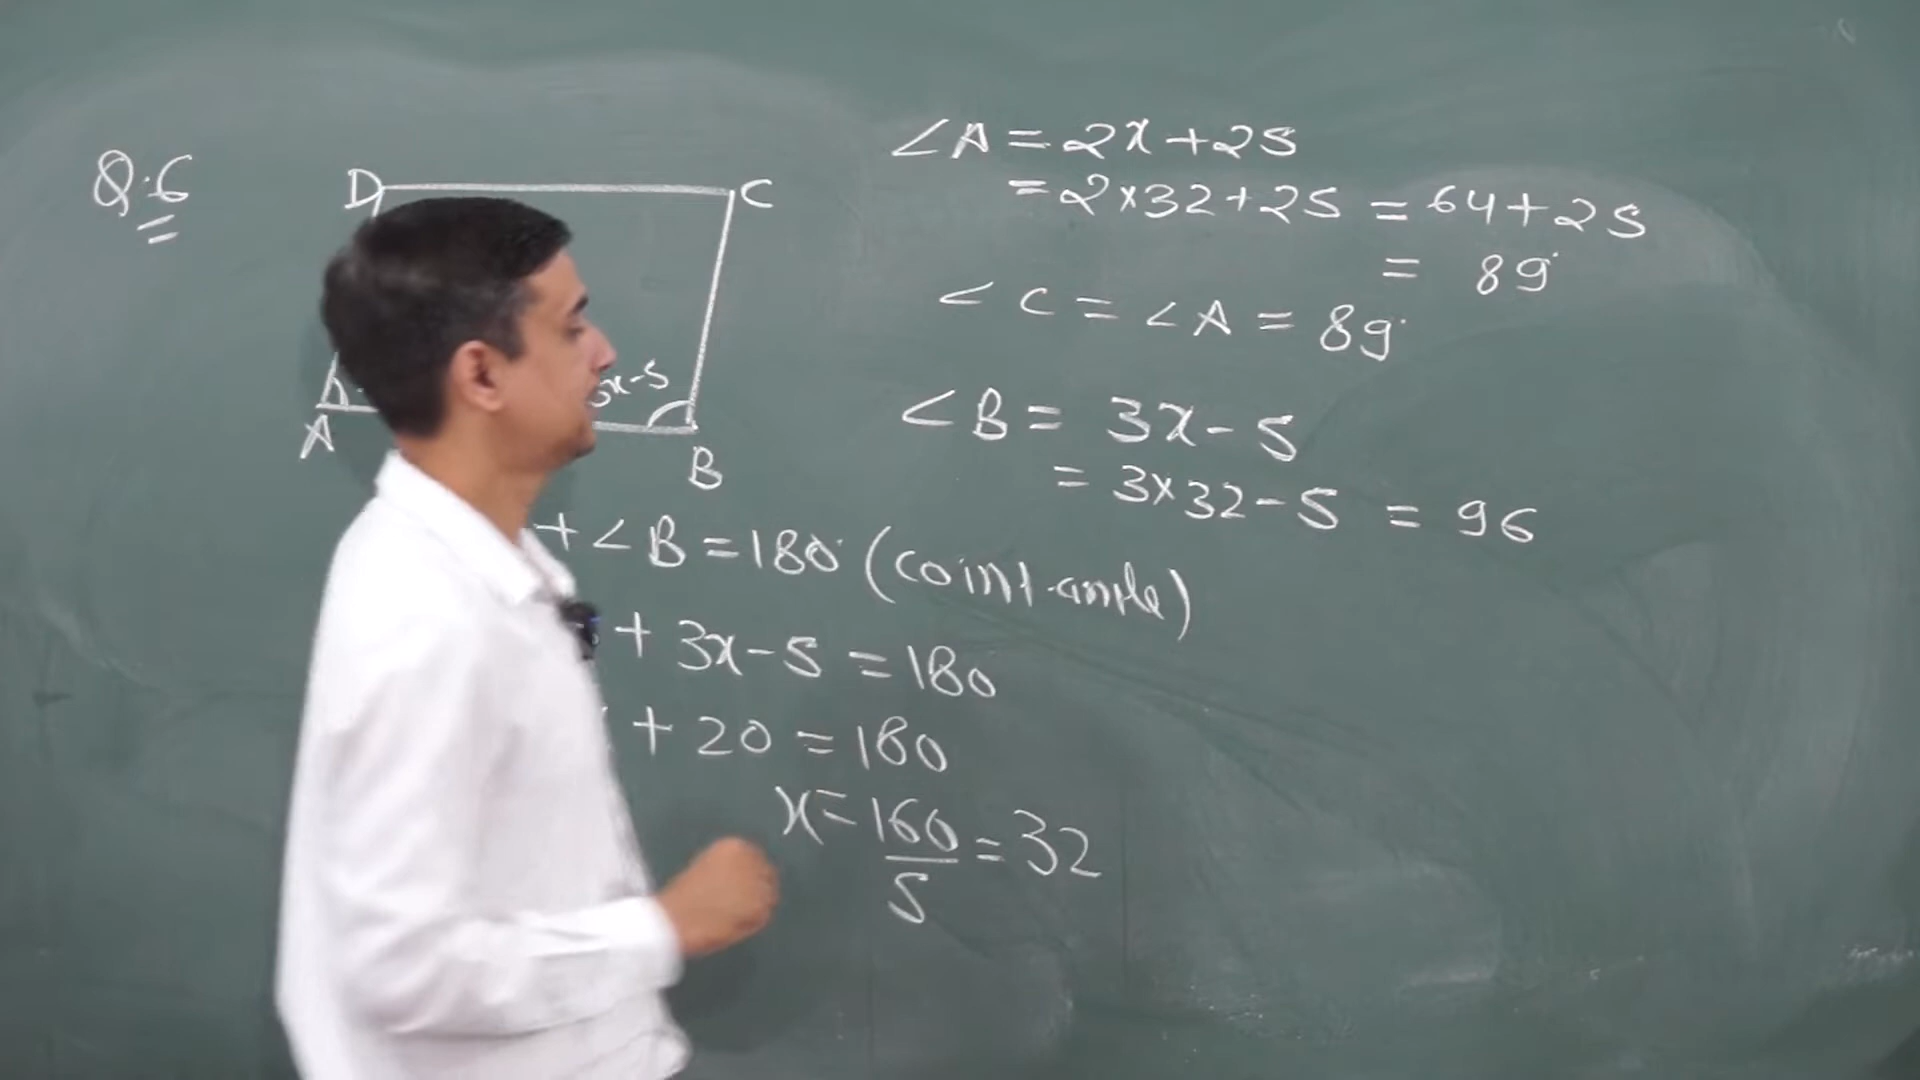 Q.6
D
C
A
3x-5
B
+ ∠B = 180° (coint.angle)
+ 3x-5 = 180
+ 20 = 180
x = 160/5 = 32
∠A = 2x+25
= 2×32+25 = 64+25
= 89°
∠C = ∠A = 89°
∠B = 3x-5
= 3×32-5 = 96